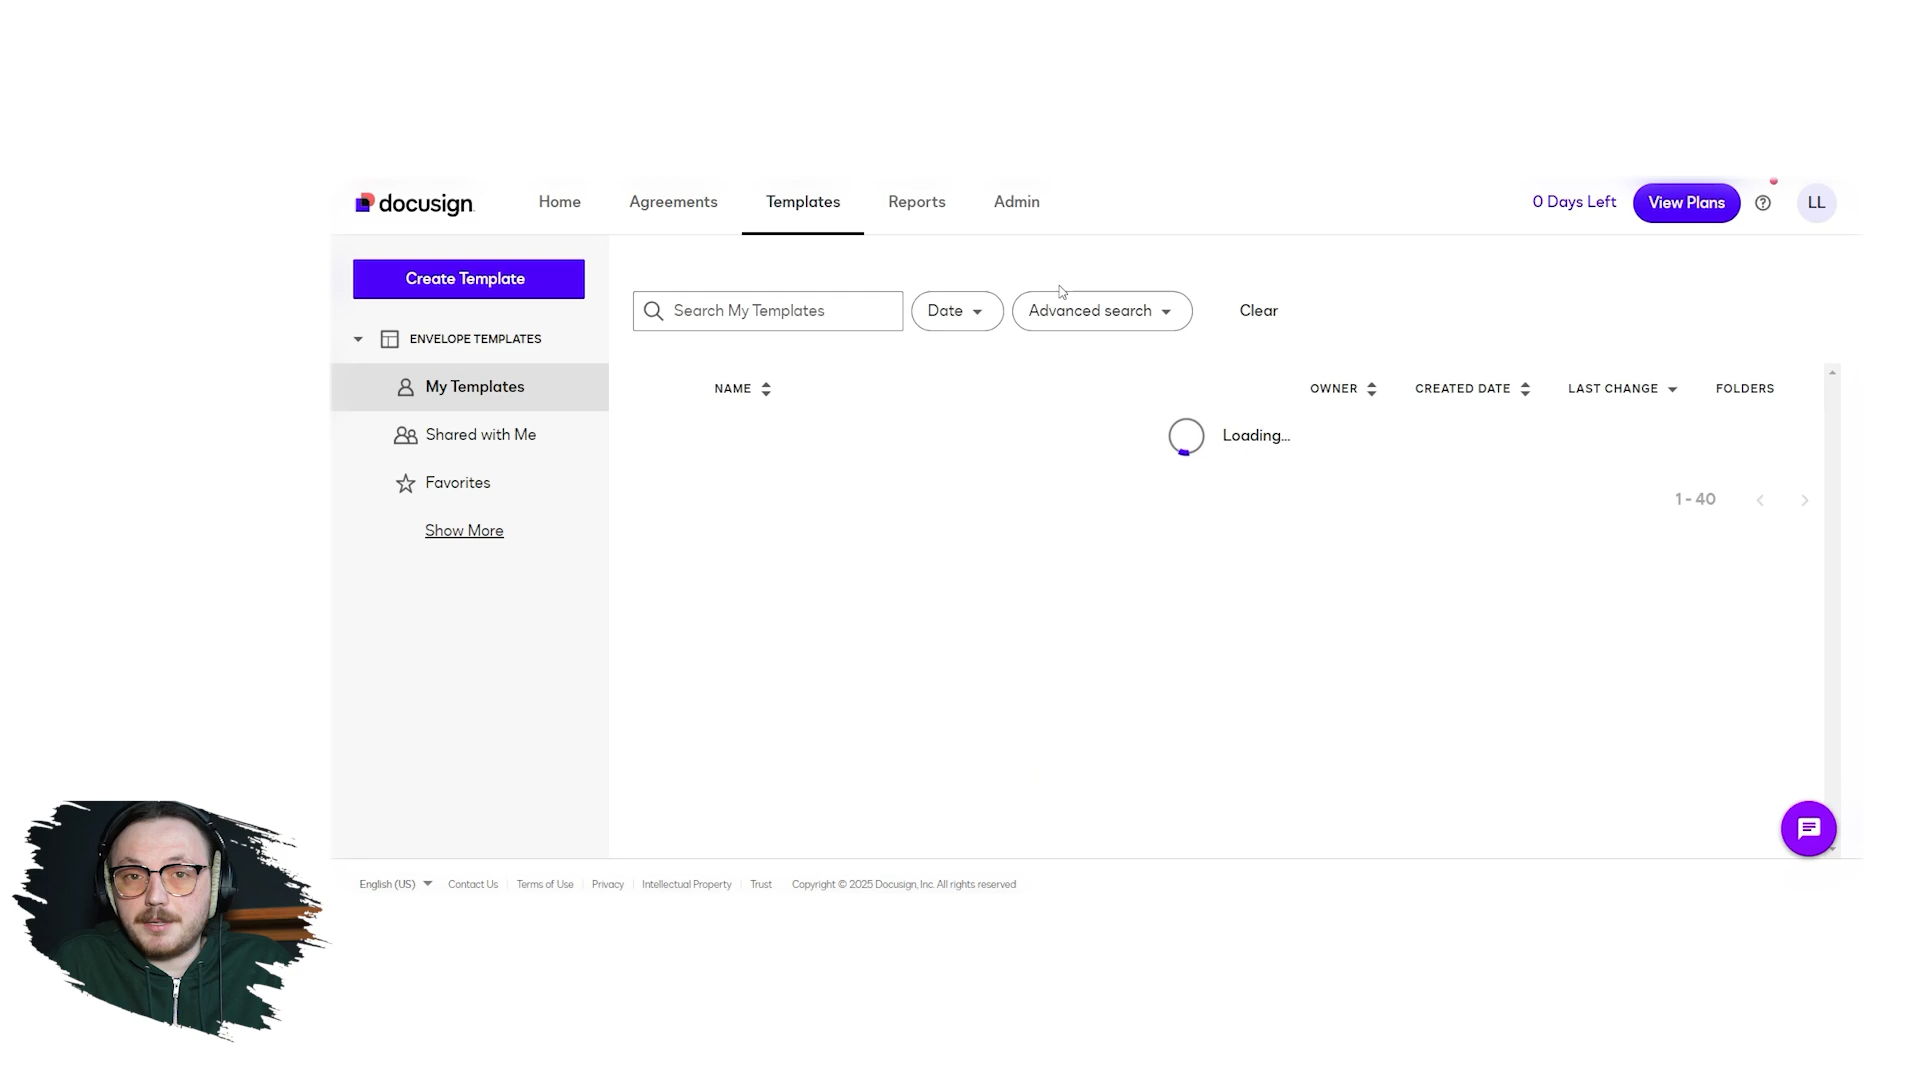 docusign Home Agreements Templates Reports Admin 0 Days Left View Plans LL
Create Template
ENVELOPE TEMPLATES
My Templates
Shared with Me
Favorites
Show More
Search My Templates Date Advanced search Clear
NAME OWNER CREATED DATE LAST CHANGE FOLDERS
Loading...
1 - 40
English (US) Contact Us Terms of Use Privacy Intellectual Property Trust Copyright © 2025 Docusign, Inc. All rights reserved